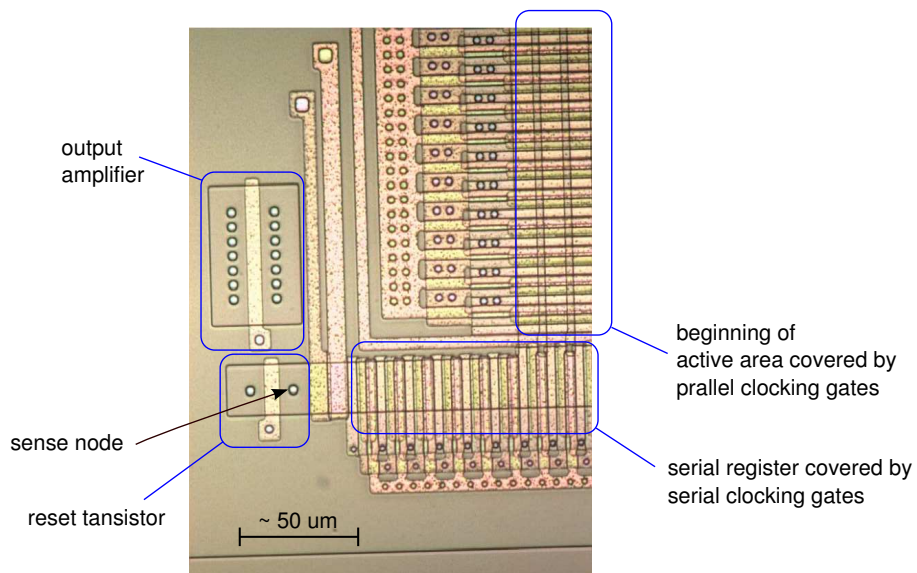 output
amplifier
sense node
reset tansistor
~ 50 um
beginning of
active area covered by
prallel clocking gates
serial register covered by
serial clocking gates